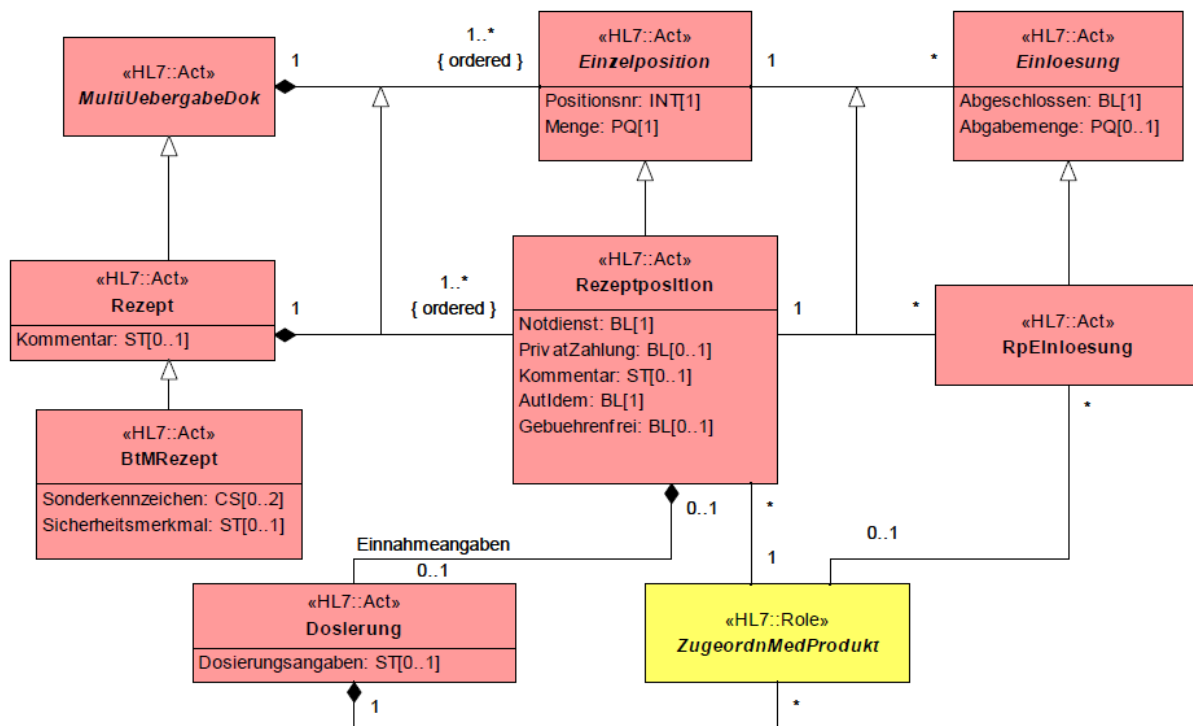 «HL7::Act»
MultiUebergabeDok
1
1..*
{ ordered }
«HL7::Act»
Einzelposition
Positionsnr: INT[1]
Menge: PQ[1]
1
*
«HL7::Act»
Einloesung
Abgeschlossen: BL[1]
Abgabemenge: PQ[0..1]
«HL7::Act»
Rezept
Kommentar: ST[0..1]
1
1..*
{ ordered }
«HL7::Act»
Rezeptposition
Notdienst: BL[1]
PrivatZahlung: BL[0..1]
Kommentar: ST[0..1]
AutIdem: BL[1]
Gebuehrenfrei: BL[0..1]
1
*
«HL7::Act»
RpEinloesung
*
«HL7::Act»
BtMRezept
Sonderkennzeichen: CS[0..2]
Sicherheitsmerkmal: ST[0..1]
0..1
*
0..1
Einnahmeangaben
0..1
1
«HL7::Act»
Dosierung
Dosierungsangaben: ST[0..1]
1
«HL7::Role»
ZugeordnMedProdukt
*